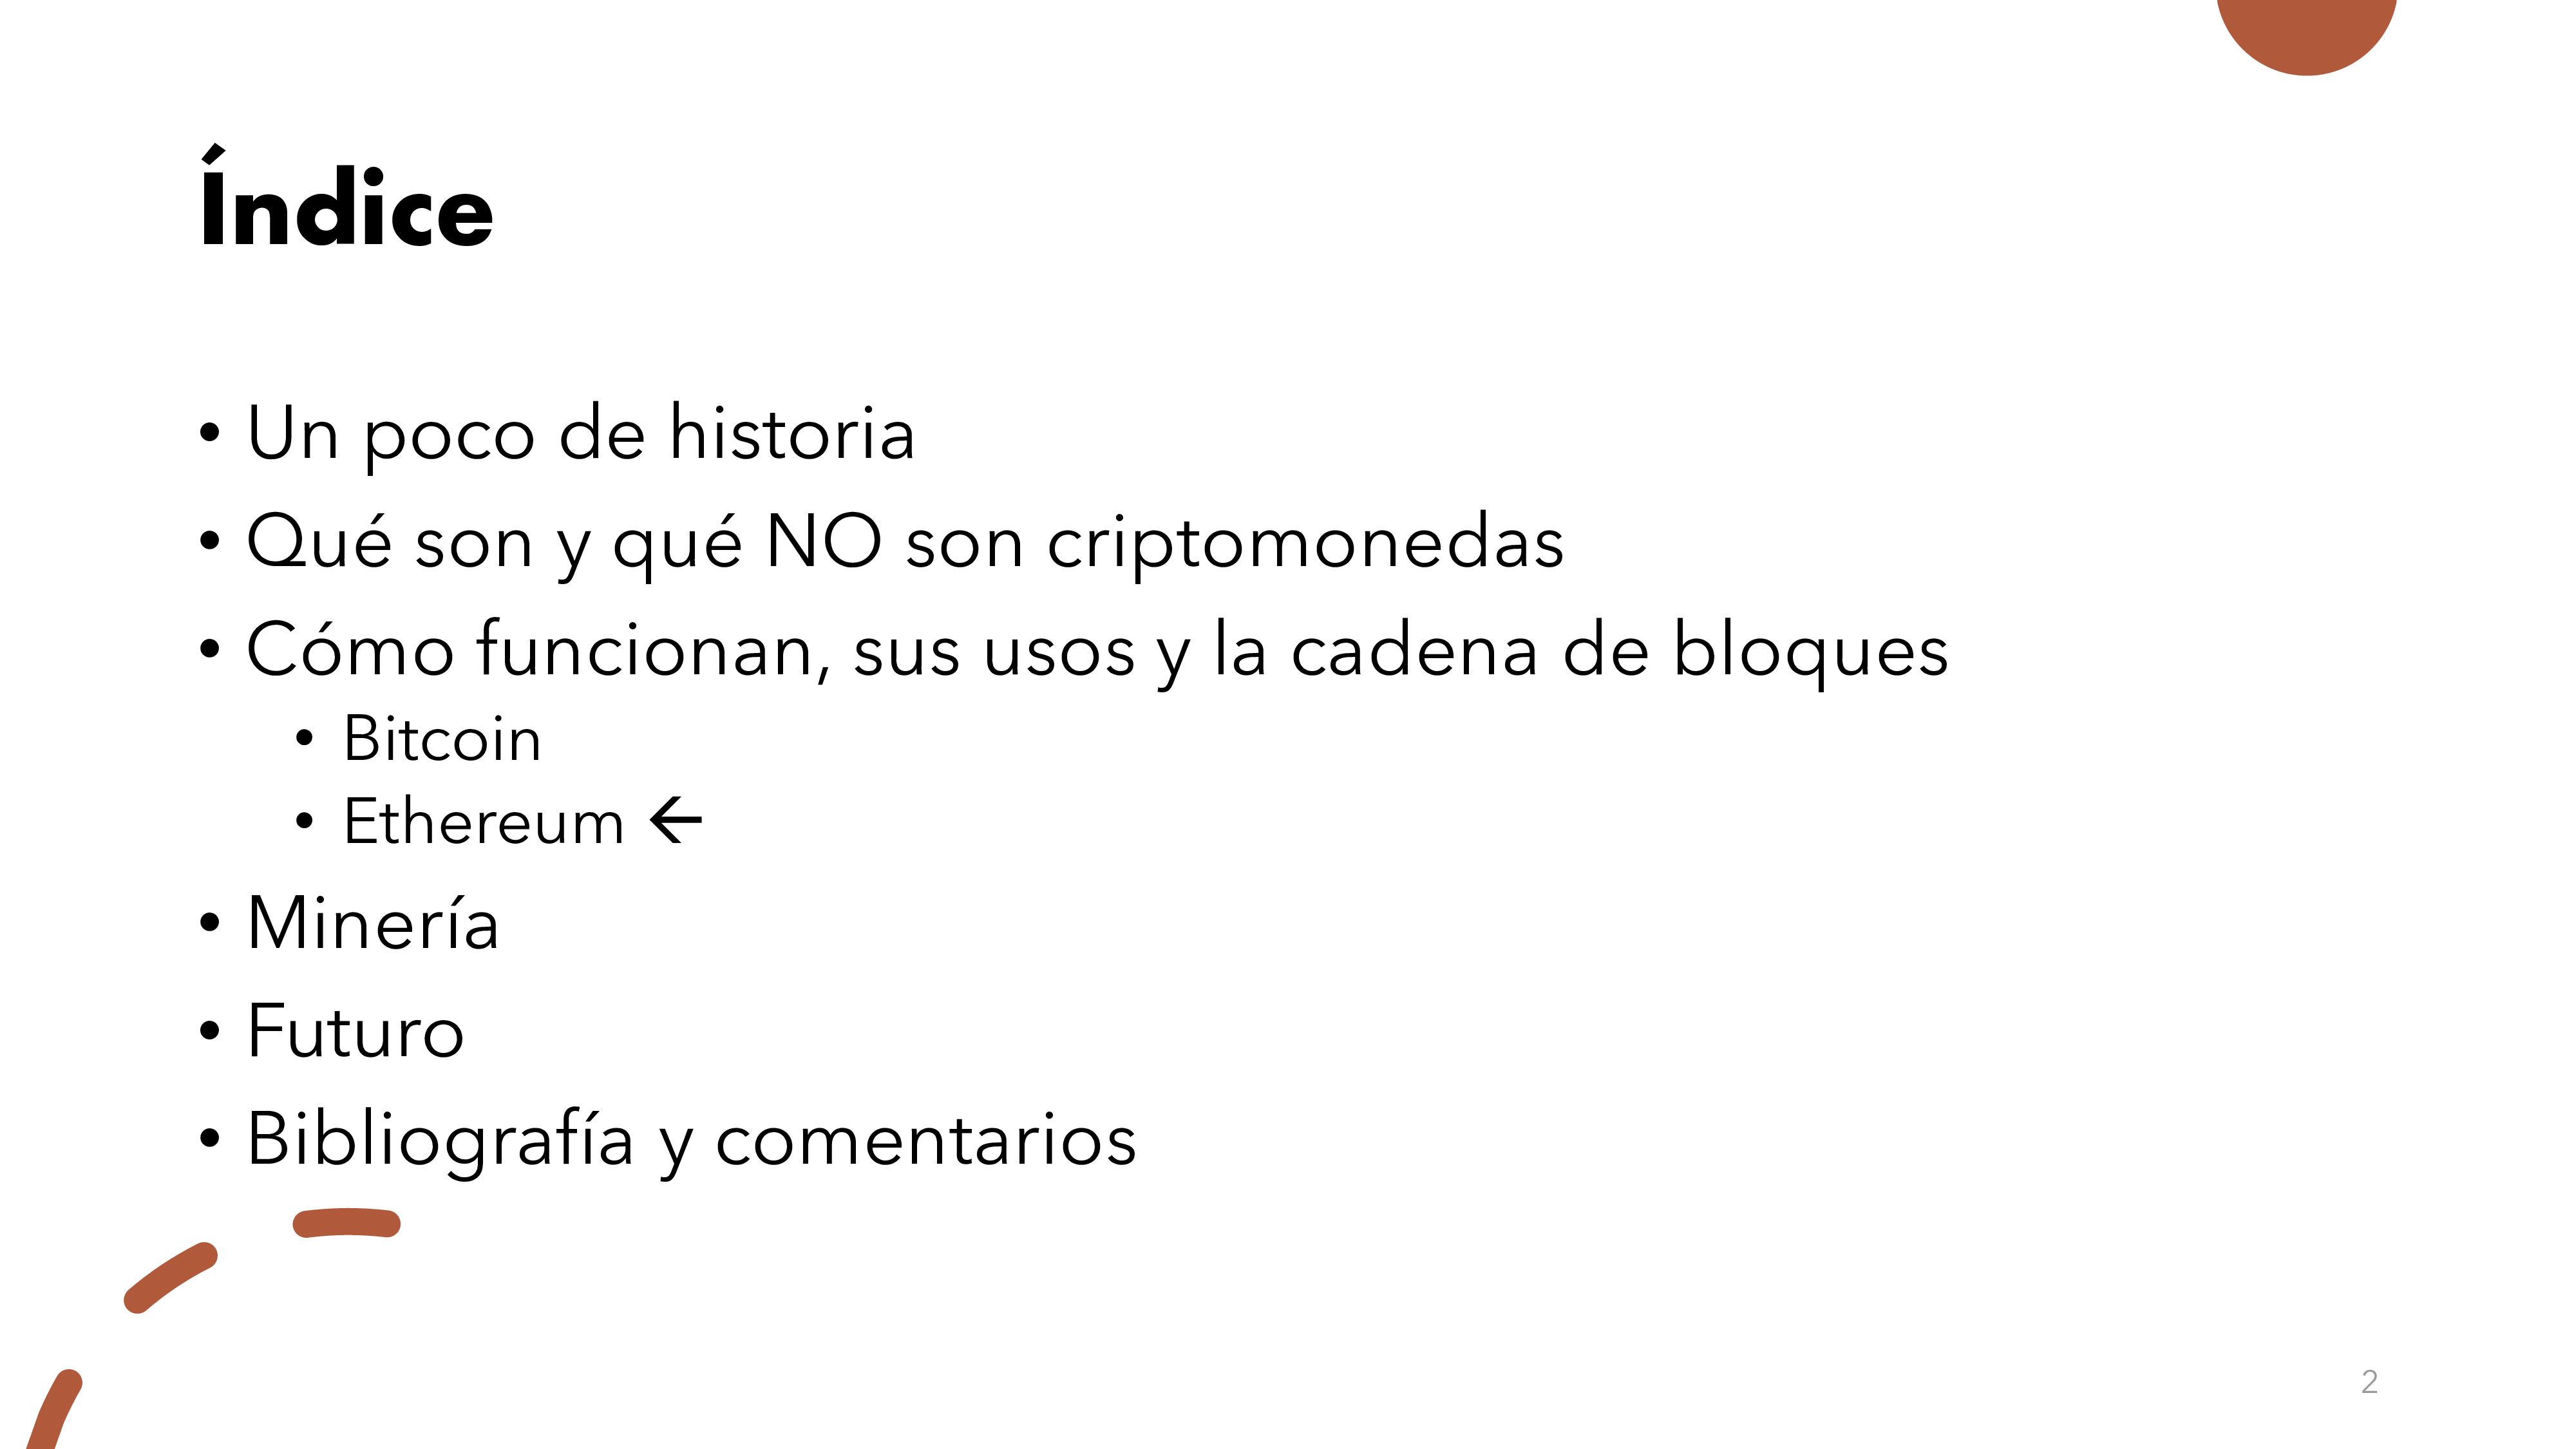 Índice
• Un poco de historia
• Qué son y qué NO son criptomonedas
• Cómo funcionan, sus usos y la cadena de bloques
• Bitcoin
• Ethereum ←
• Minería
• Futuro
• Bibliografía y comentarios
2